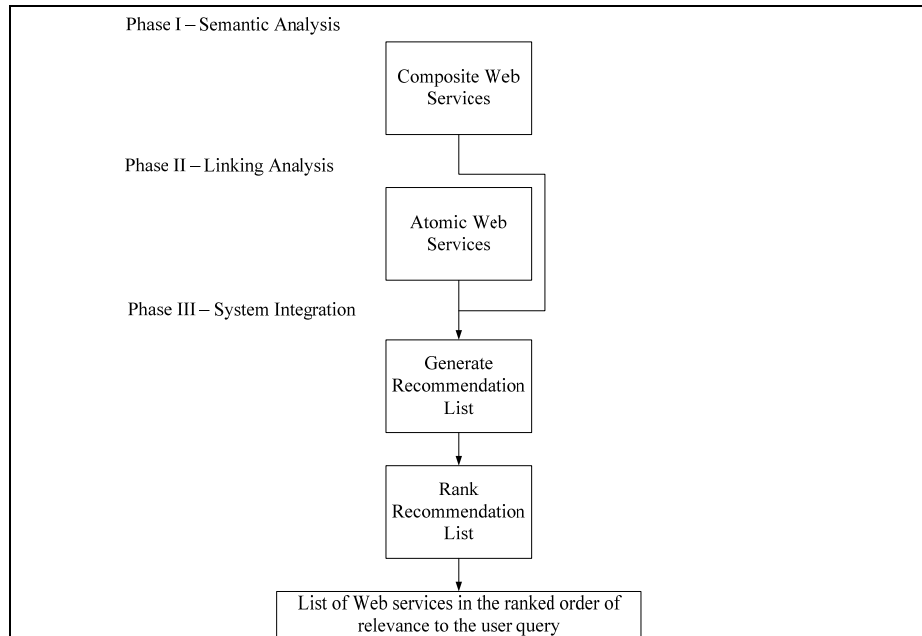 Phase I – Semantic Analysis
Composite Web
Services
Phase II – Linking Analysis
Atomic Web
Services
Phase III – System Integration
Generate
Recommendation
List
Rank
Recommendation
List
List of Web services in the ranked order of
relevance to the user query